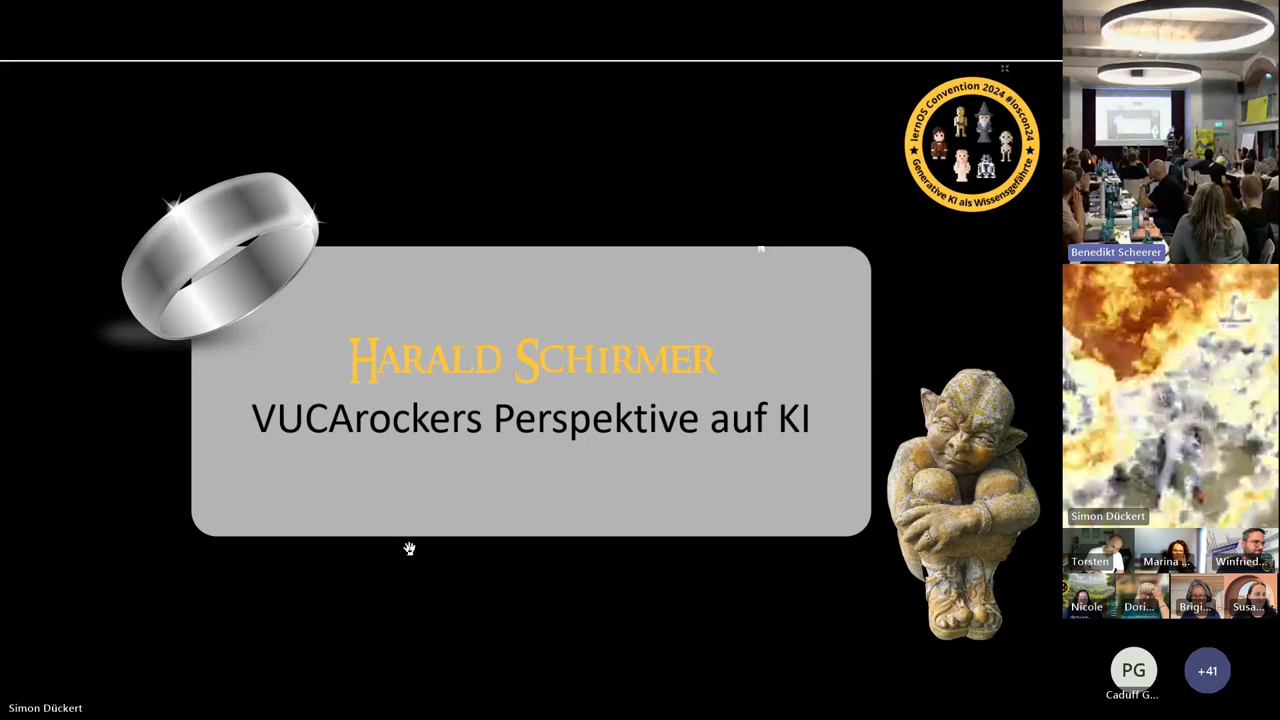 lernOS Convention 2024 #loscon24
Generative KI als Wissensgefährte
HARALD SCHIRMER
VUCArockers Perspektive auf KI
Benedikt Scheerer
Simon Dückert
Torsten
Marina ...
Winfried...
Nicole
Dori...
Brigi...
Susa...
PG
+41
Caduff G...
Simon Dückert